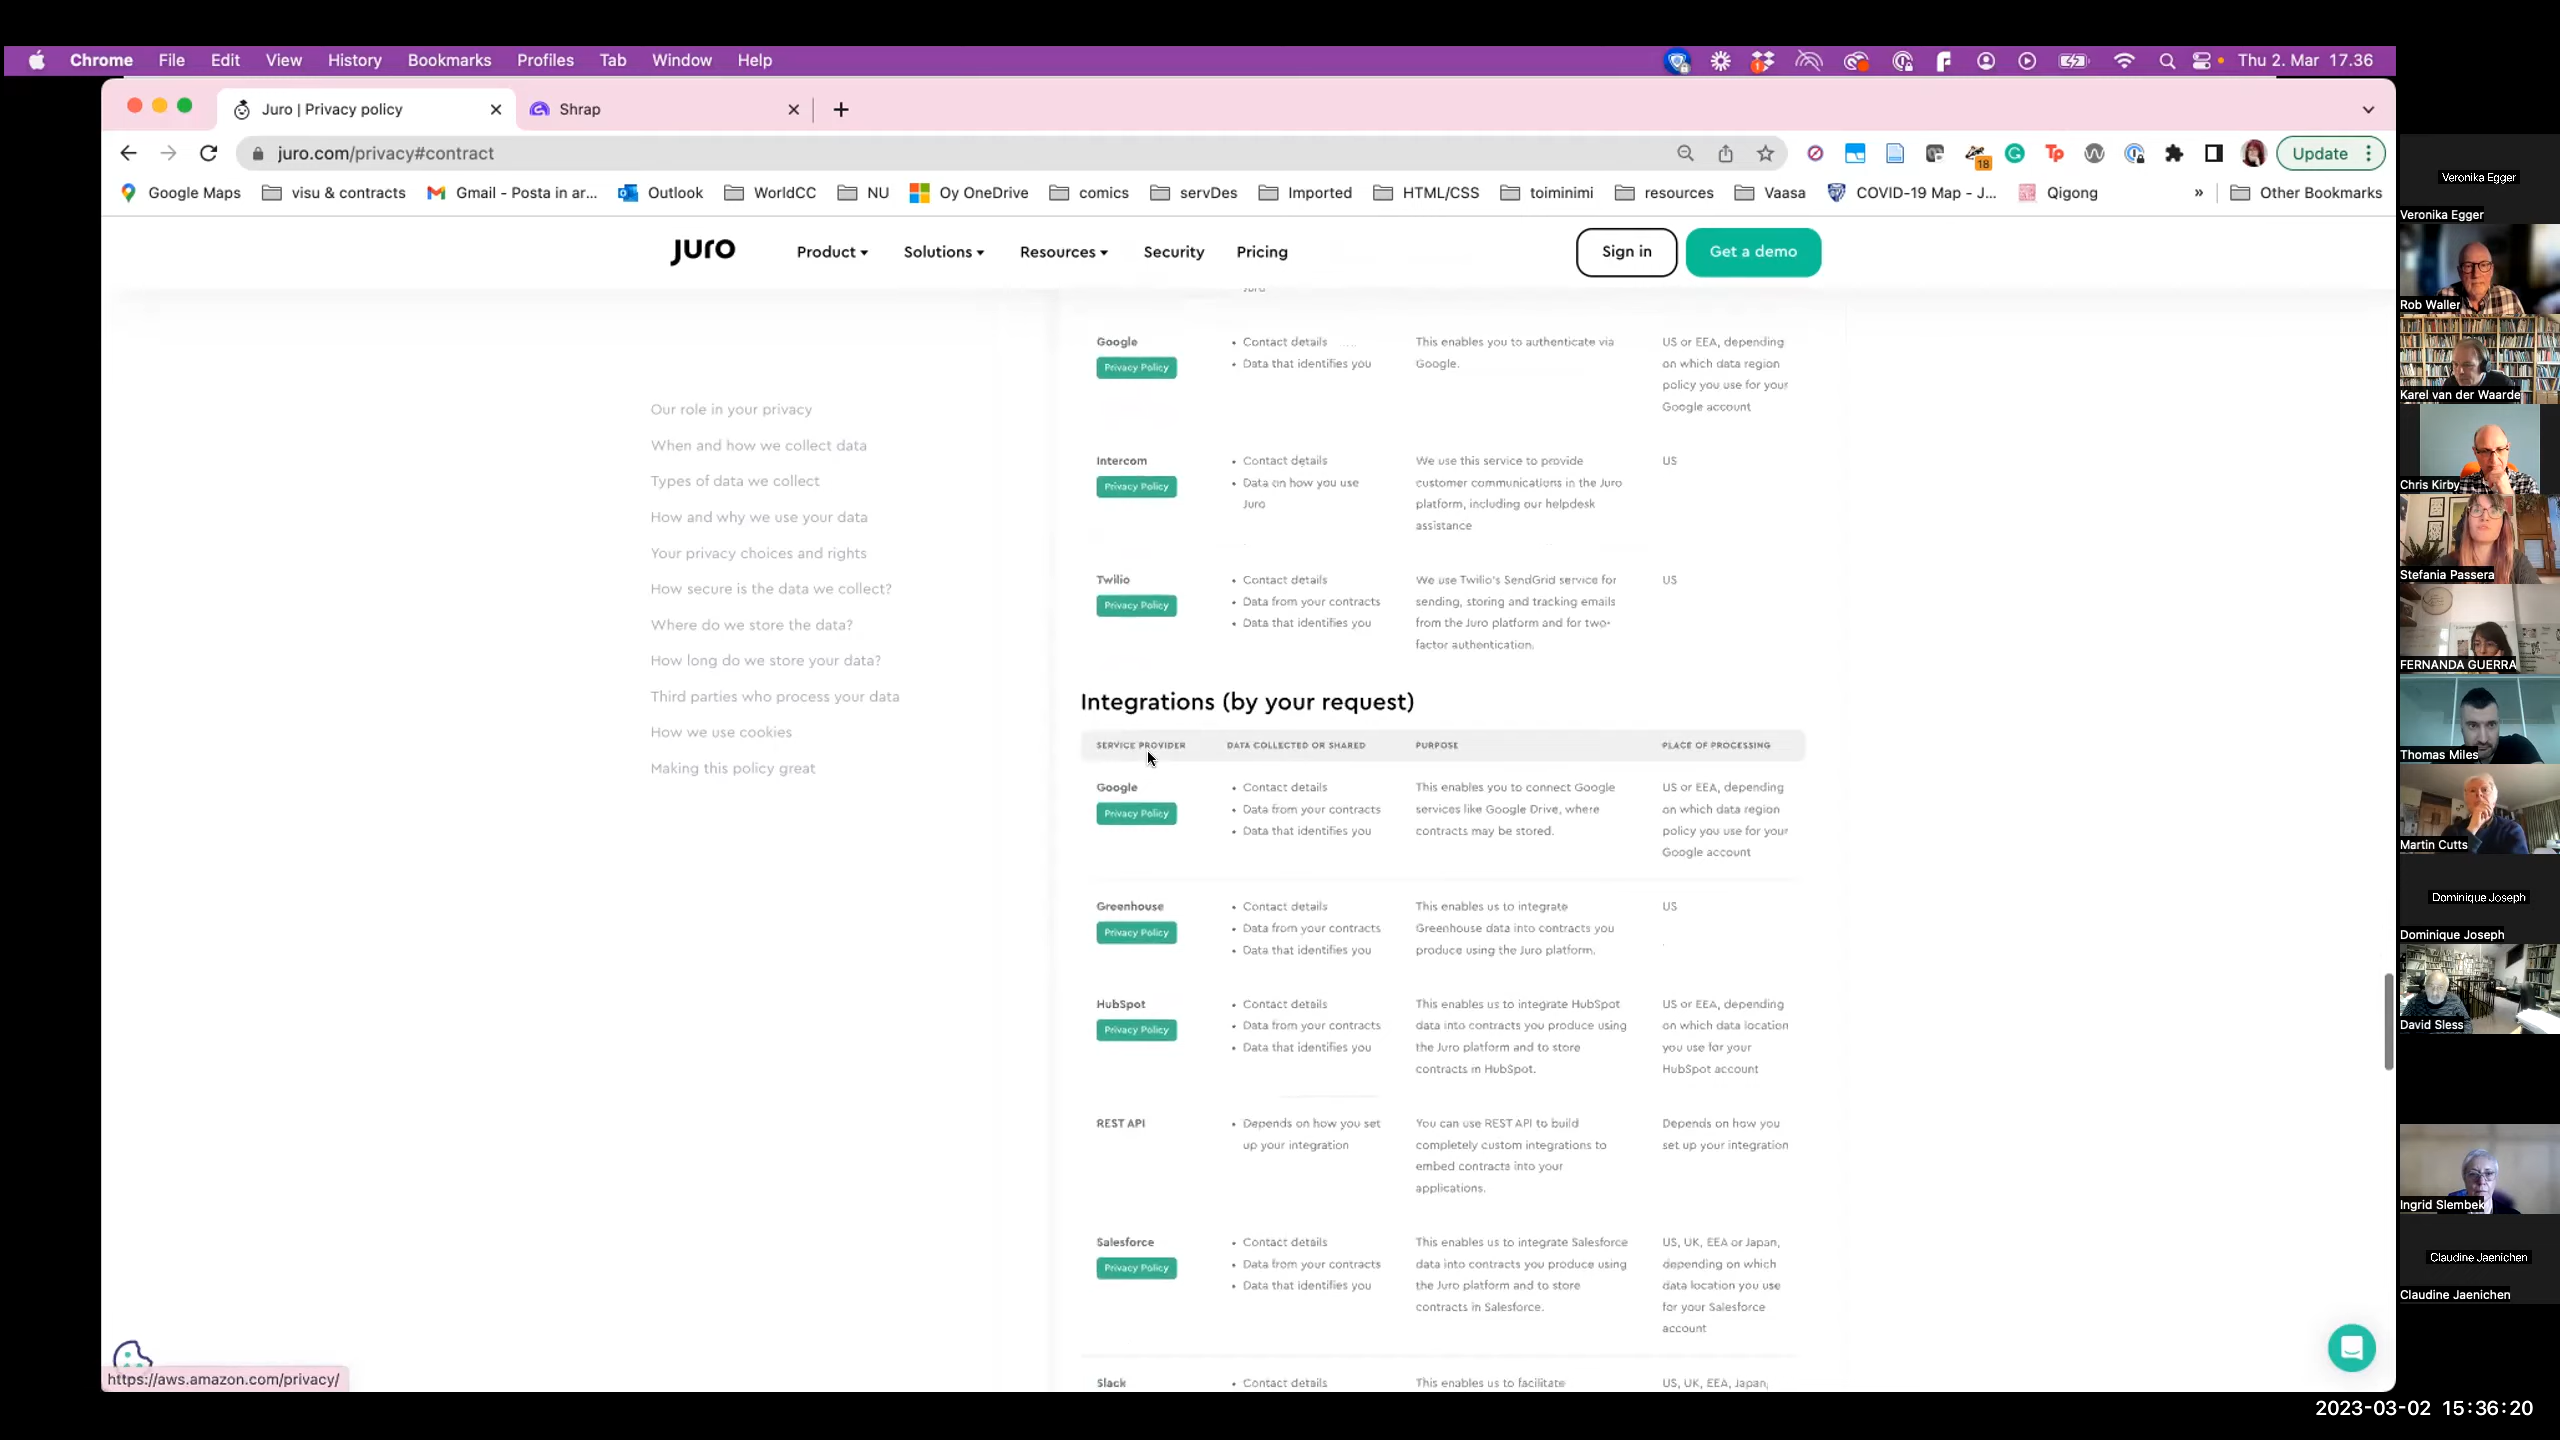 Chrome File Edit View History Bookmarks Profiles Tab Window Help
1
Thu 2. Mar 17.36
Juro | Privacy policy
Shrap
juro.com/privacy#contract
18
Update
Google Maps
visu & contracts
Gmail - Posta in ar...
Outlook
WorldCC
NU
Oy OneDrive
comics
servDes
Imported
HTML/CSS
toiminimi
resources
Vaasa
COVID-19 Map - J...
Qigong
»
Other Bookmarks
Juro
Product
Solutions
Resources
Security
Pricing
Sign in
Get a demo
Our role in your privacy
When and how we collect data
Types of data we collect
How and why we use your data
Your privacy choices and rights
How secure is the data we collect?
Where do we store the data?
How long do we store your data?
Third parties who process your data
How we use cookies
Making this policy great
Juro
Google
Privacy Policy
• Contact details
• Data that identifies you
This enables you to authenticate via
Google.
US or EEA, depending
on which data region
policy you use for your
Google account
Intercom
Privacy Policy
• Contact details
• Data on how you use
Juro
We use this service to provide
customer communications in the Juro
platform, including our helpdesk
assistance
US
Twilio
Privacy Policy
• Contact details
• Data from your contracts
• Data that identifies you
We use Twilio's SendGrid service for
sending, storing and tracking emails
from the Juro platform and for two-
factor authentication.
US
Integrations (by your request)
SERVICE PROVIDER
DATA COLLECTED OR SHARED
PURPOSE
PLACE OF PROCESSING
Google
Privacy Policy
• Contact details
• Data from your contracts
• Data that identifies you
This enables you to connect Google
services like Google Drive, where
contracts may be stored.
US or EEA, depending
on which data region
policy you use for your
Google account
Greenhouse
Privacy Policy
• Contact details
• Data from your contracts
• Data that identifies you
This enables us to integrate
Greenhouse data into contracts you
produce using the Juro platform.
US
HubSpot
Privacy Policy
• Contact details
• Data from your contracts
• Data that identifies you
This enables us to integrate HubSpot
data into contracts you produce using
the Juro platform and to store
contracts in HubSpot.
US or EEA, depending
on which data location
you use for your
HubSpot account
REST API
• Depends on how you set
up your integration
You can use REST API to build
completely custom integrations to
embed contracts into your
applications.
Depends on how you
set up your integration
Salesforce
Privacy Policy
• Contact details
• Data from your contracts
• Data that identifies you
This enables us to integrate Salesforce
data into contracts you produce using
the Juro platform and to store
contracts in Salesforce.
US, UK, EEA or Japan,
depending on which
data location you use
for your Salesforce
account
Slack
• Contact details
This enables us to facilitate
US, UK, EEA, Japan,
https://aws.amazon.com/privacy/
Veronika Egger
Veronika Egger
Rob Waller
Karel van der Waarde
Chris Kirby
Stefania Passera
FERNANDA GUERRA
Thomas Miles
Martin Cutts
Dominique Joseph
Dominique Joseph
David Sless
Ingrid Slembek
Claudine Jaenichen
Claudine Jaenichen
2023-03-02 15:36:20